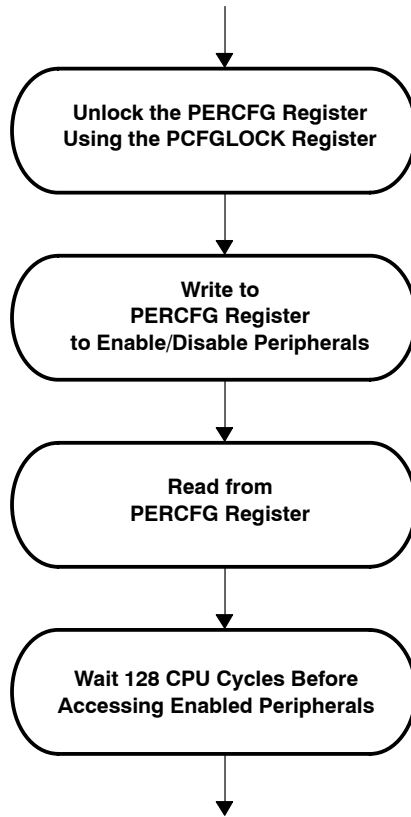 Unlock the PERCFG Register
Using the PCFGLOCK Register
Write to
PERCFG Register
to Enable/Disable Peripherals
Read from
PERCFG Register
Wait 128 CPU Cycles Before
Accessing Enabled Peripherals